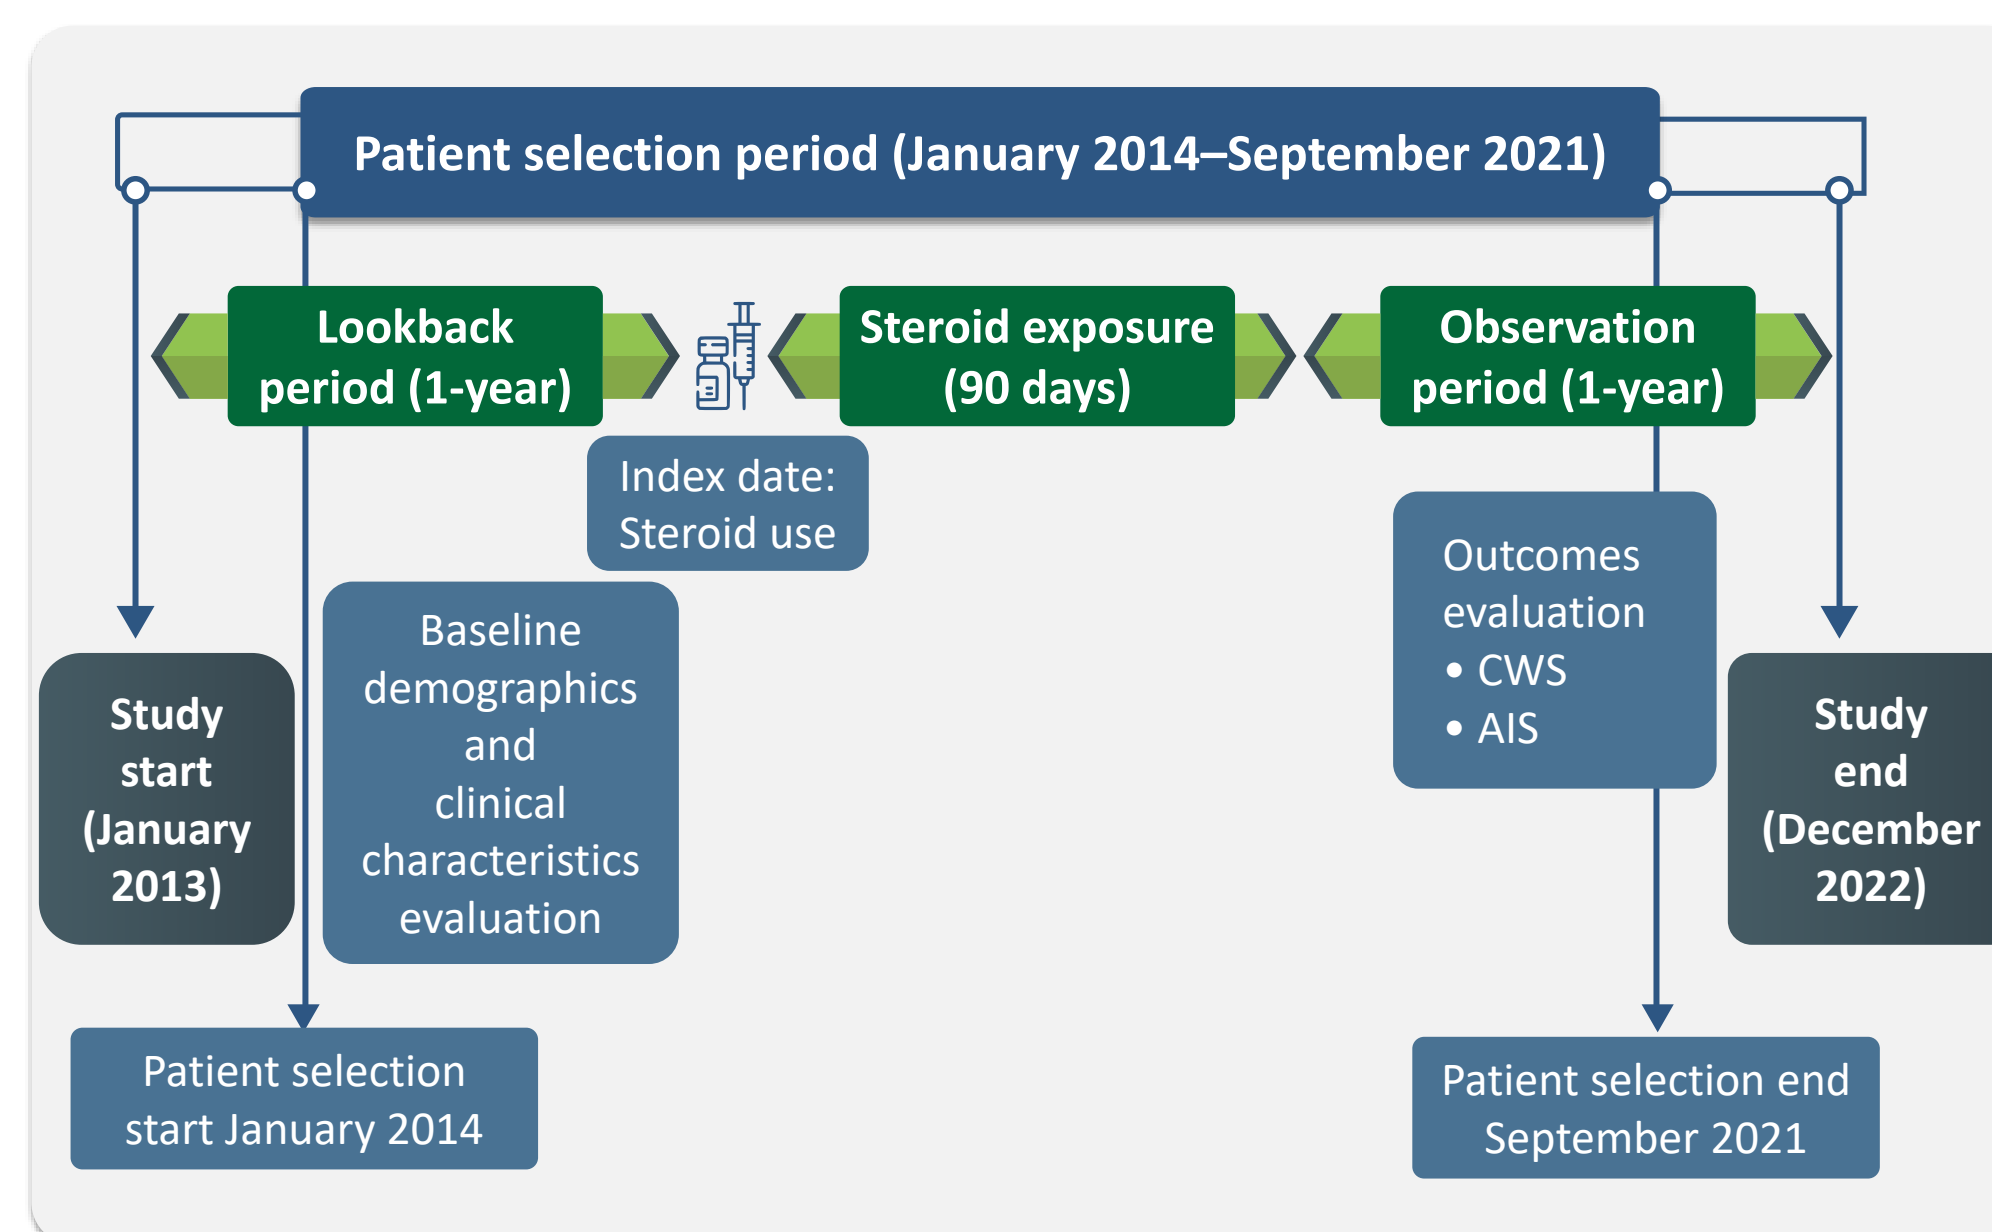 Patient selection period (January 2014–September 2021)
Lookback
period (1-year)
Steroid exposure
(90 days)
Observation
period (1-year)
Index date:
Steroid use
Outcomes
evaluation
• CWS
• AIS
Baseline
demographics
and
clinical
characteristics
evaluation
Study
start
(January
2013)
Study
end
(December
2022)
Patient selection
start January 2014
Patient selection end
September 2021